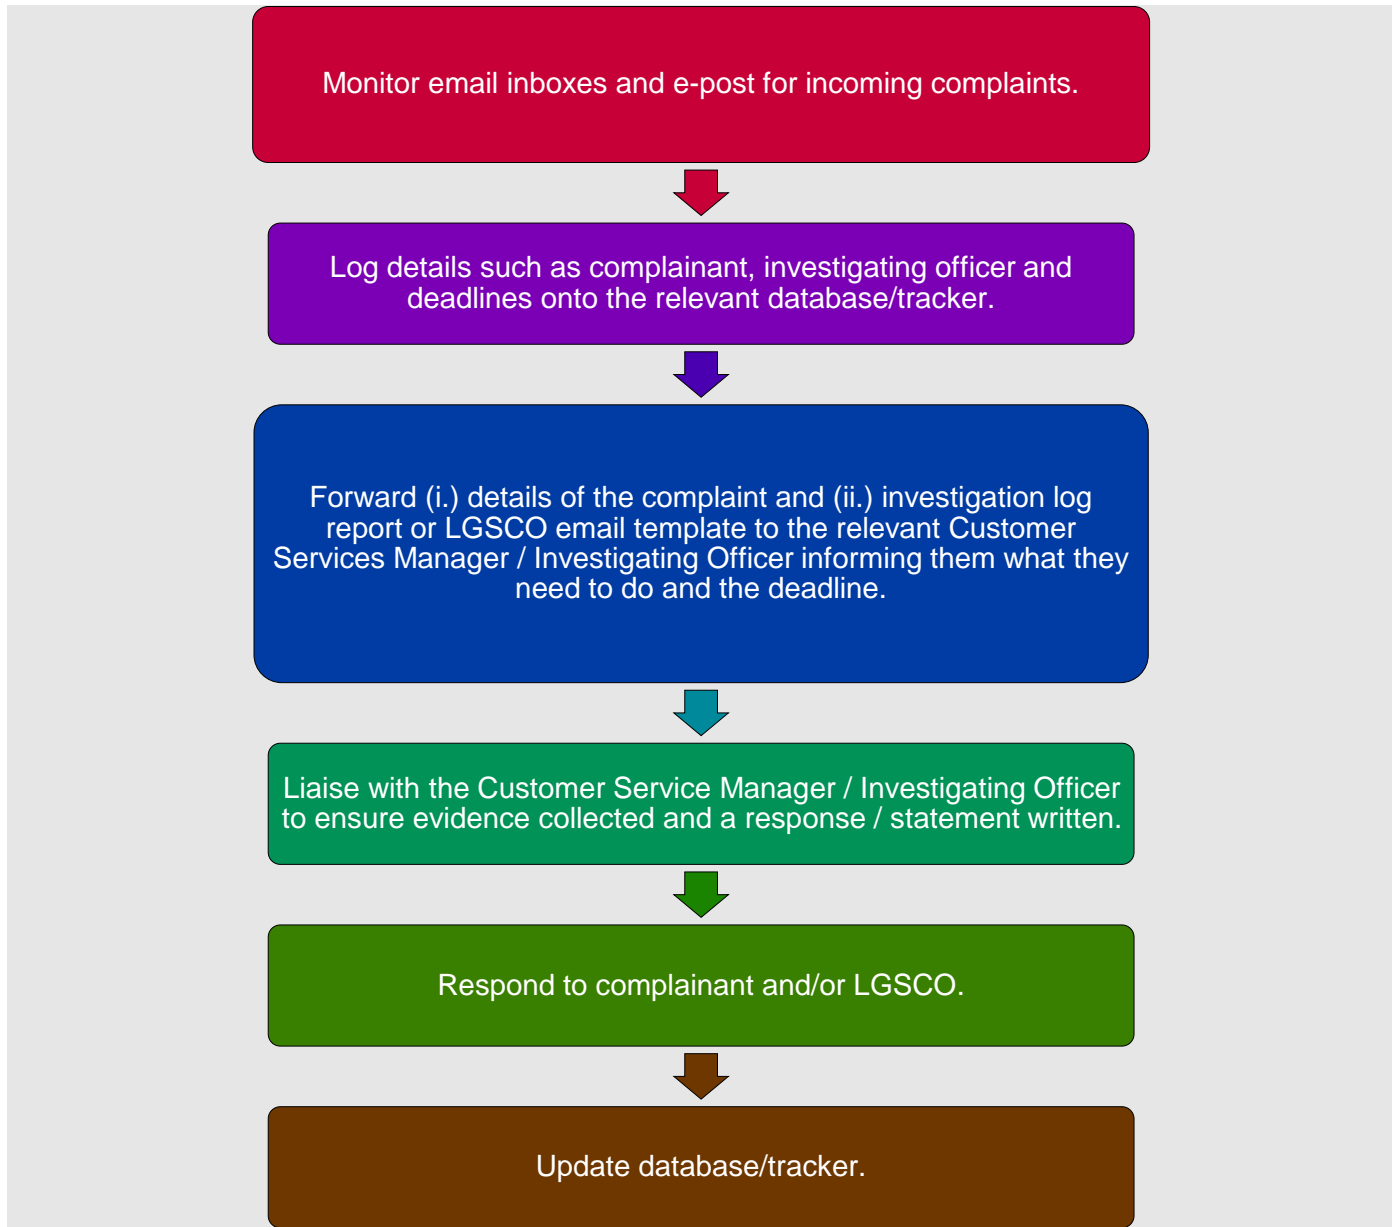 Monitor email inboxes and e-post for incoming complaints.
Log details such as complainant, investigating officer and
deadlines onto the relevant database/tracker.
Forward (i.) details of the complaint and (ii.) investigation log
report or LGSCO email template to the relevant Customer
Services Manager / Investigating Officer informing them what they
need to do and the deadline.
Liaise with the Customer Service Manager / Investigating Officer
to ensure evidence collected and a response / statement written.
Respond to complainant and/or LGSCO.
Update database/tracker.